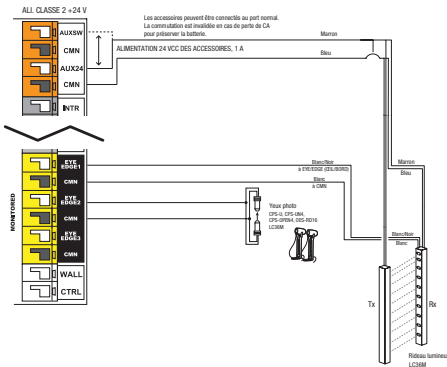 ALI. CLASSE 2 +24 V
AUXSW
CMN
AUX24
CMN
INTR
Les accessoires peuvent être connectés au port normal.
La commutation est invalidée en cas de perte de CA
pour préserver la batterie.
ALIMENTATION 24 VCC DES ACCESSOIRES, 1 A
Marron
Bleu
MONITORED
EYE
EDGE1
CMN
EYE
EDGE2
CMN
EYE
EDGE3
CMN
WALL
CTRL
Blanc/Noir
à EYE/EDGE (ŒIL/BORD)
Blanc
à CMN
Yeux photo
CPS-U, CPS-UN4,
CPS-OPEN4, OES-RD16
LC36M
Marron
Bleu
Blanc/Noir
Blanc
Tx
Rx
Rideau lumineu
LC36M